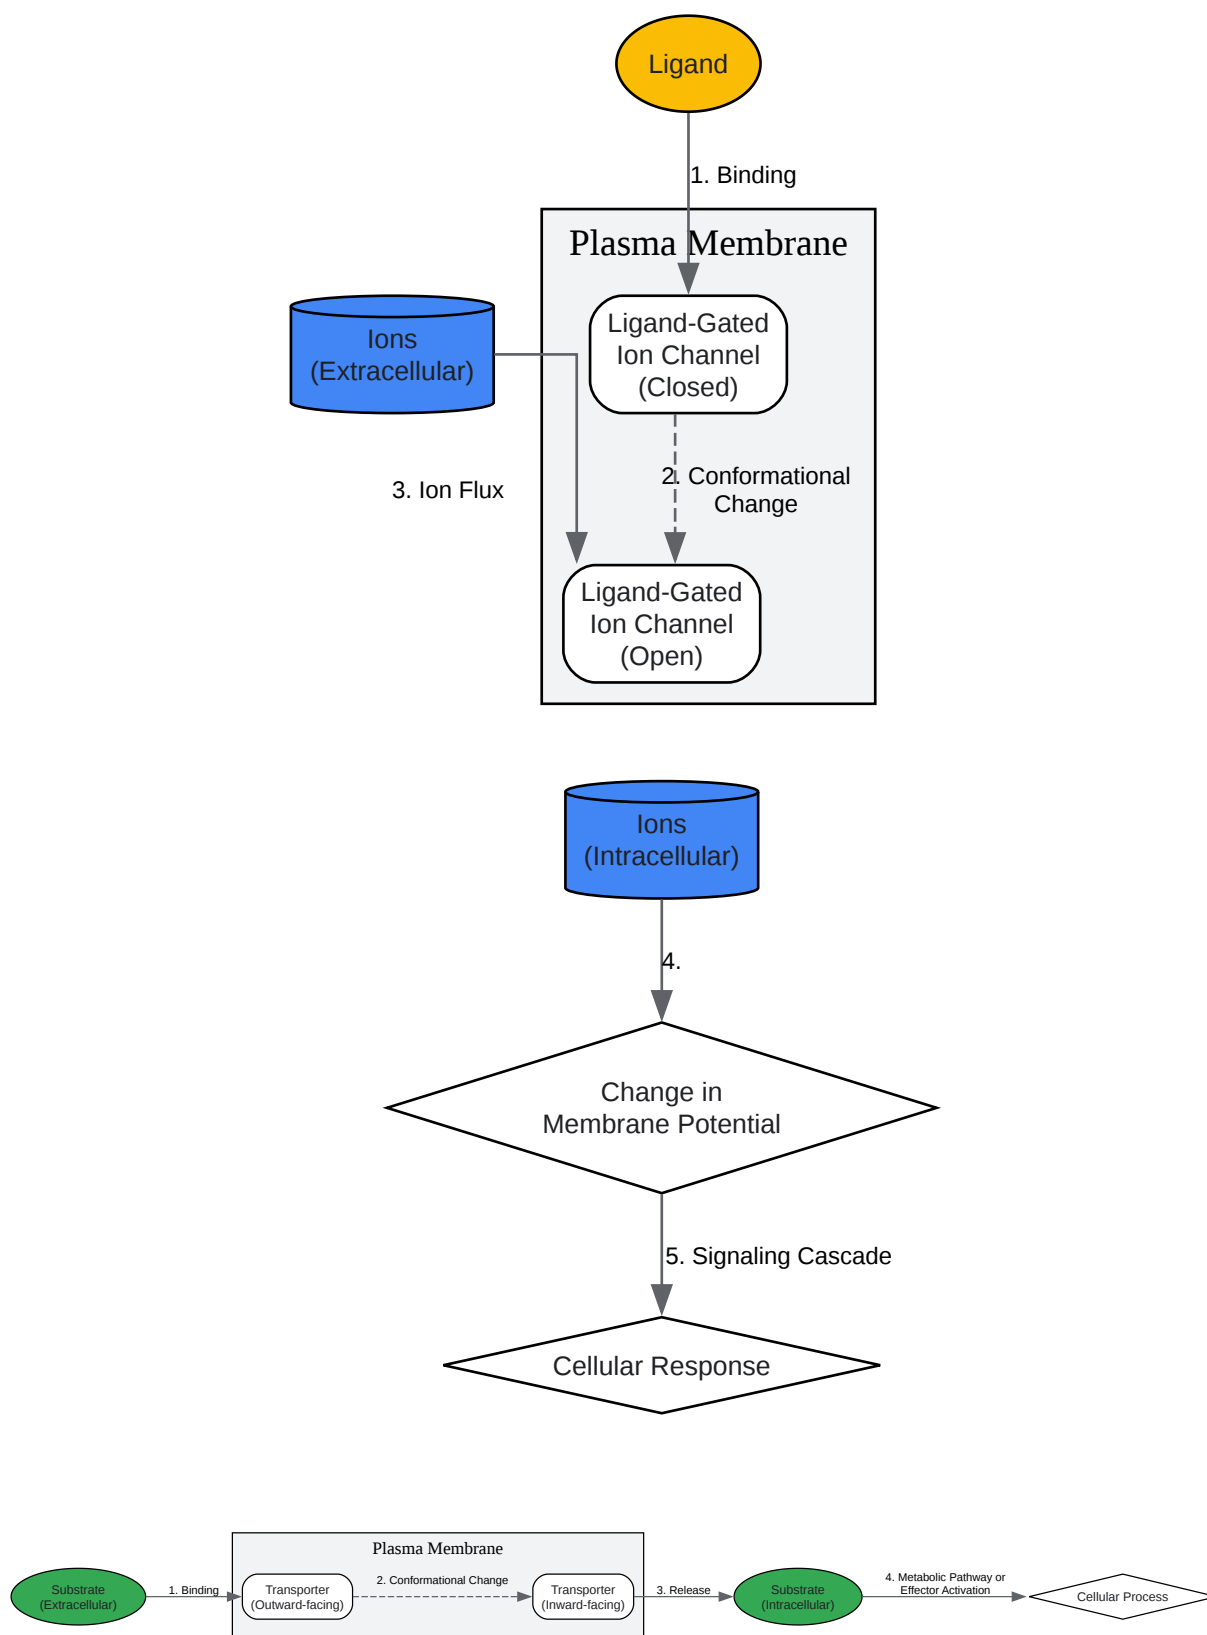 Ligand
1. Binding
Plasma Membrane
Ions
(Extracellular)
Ligand-Gated
Ion Channel
(Closed)
3. Ion Flux
2. Conformational
Change
Ligand-Gated
Ion Channel
(Open)
Ions
(Intracellular)
4.
Change in
Membrane Potential
5. Signaling Cascade
Cellular Response
Plasma Membrane
Substrate
(Extracellular)
1. Binding
Transporter
(Outward-facing)
2. Conformational Change
Transporter
(Inward-facing)
3. Release
Substrate
(Intracellular)
4. Metabolic Pathway or
Effector Activation
Cellular Process